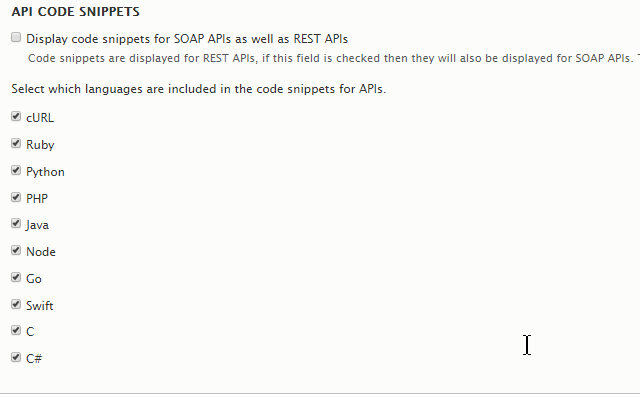 API CODE SNIPPETS
Display code snippets for SOAP APIs as well as REST APIs
Code snippets are displayed for REST APIs, if this field is checked then they will also be displayed for SOAP APIs.
Select which languages are included in the code snippets for APIs.
cURL
Ruby
Python
PHP
Java
Node
Go
Swift
C
C#